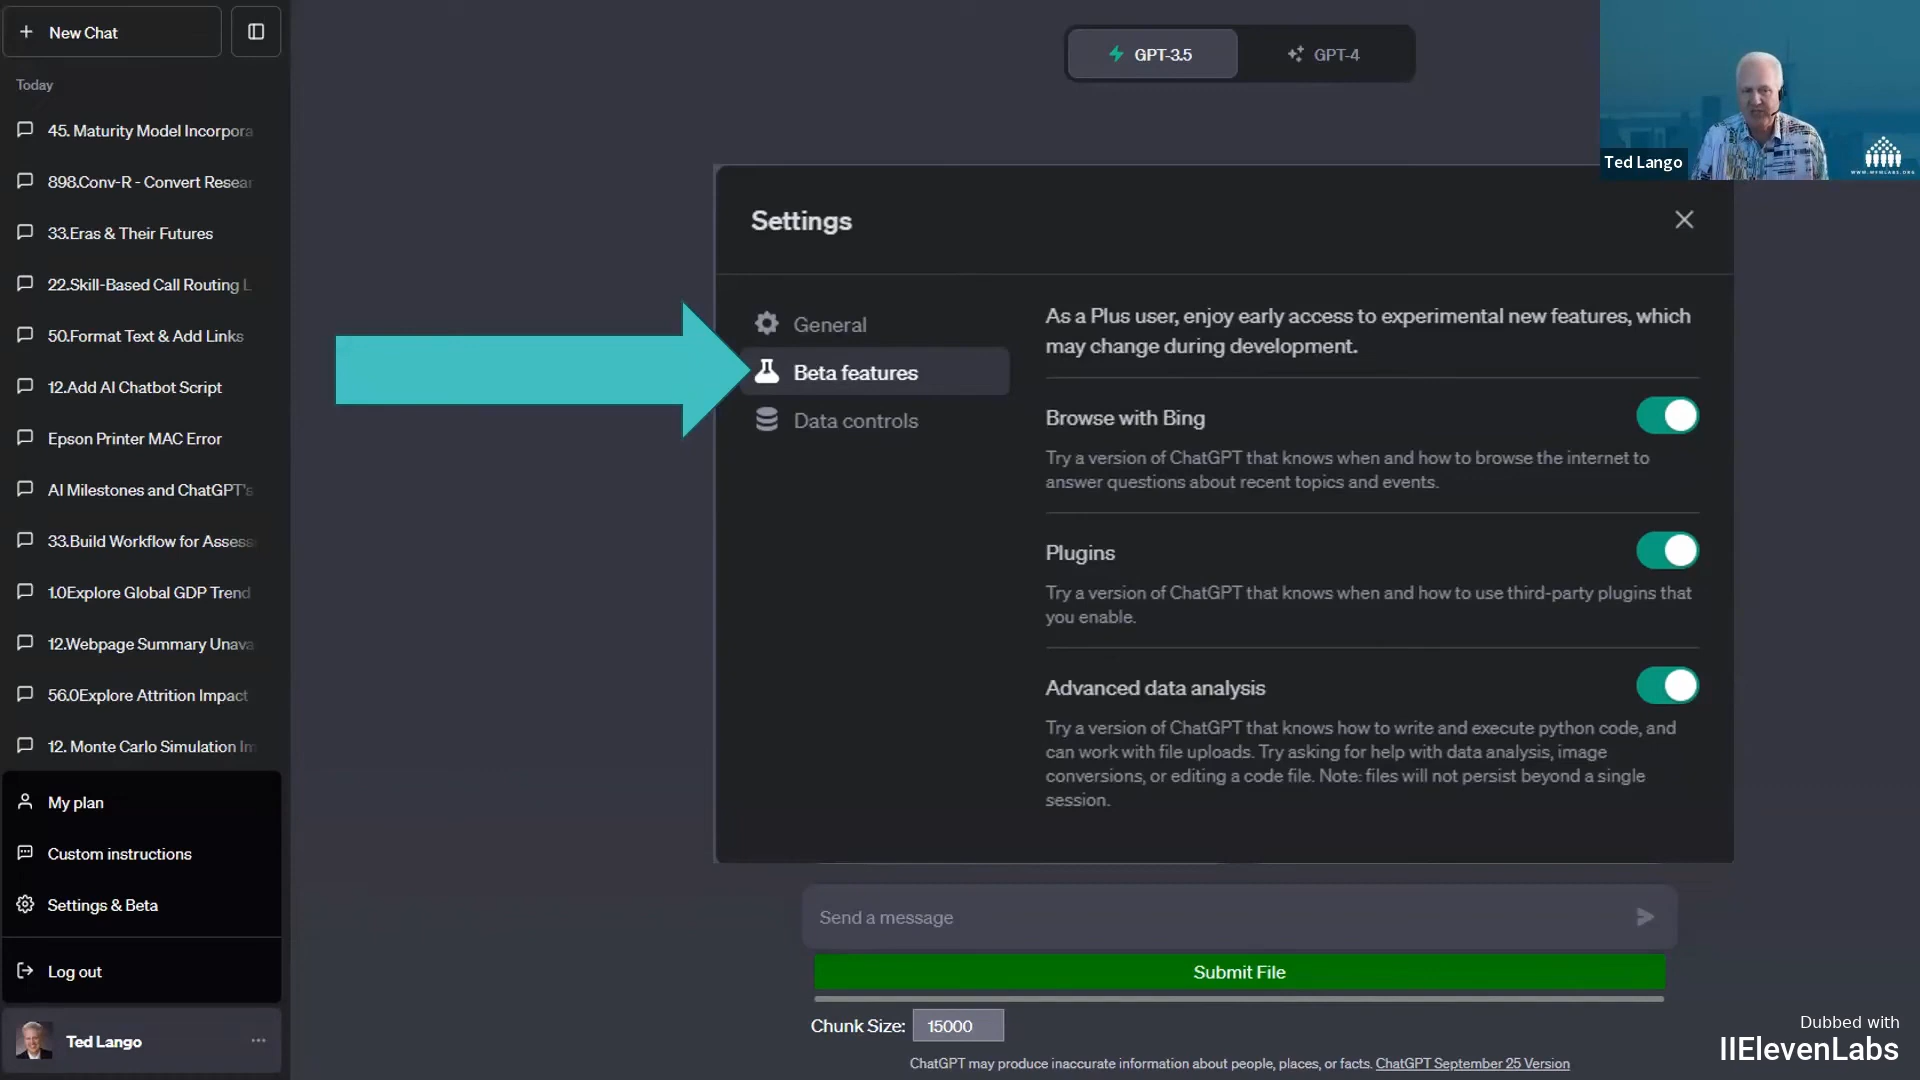 New Chat
Today
45. Maturity Model Incorpora
898.Conv-R - Convert Resear
33.Eras & Their Futures
22.Skill-Based Call Routing L
50.Format Text & Add Links
12.Add AI Chatbot Script
Epson Printer MAC Error
AI Milestones and ChatGPT's
33.Build Workflow for Assess
1.0Explore Global GDP Trend
12.Webpage Summary Unava
56.0Explore Attrition Impact
12. Monte Carlo Simulation Im
My plan
Custom instructions
Settings & Beta
Log out
Ted Lango
GPT-3.5
GPT-4
Ted Lango
WWW.WFMLABS.ORG
Settings
General
Beta features
Data controls
As a Plus user, enjoy early access to experimental new features, which
may change during development.
Browse with Bing
Try a version of ChatGPT that knows when and how to browse the internet to
answer questions about recent topics and events.
Plugins
Try a version of ChatGPT that knows when and how to use third-party plugins that
you enable.
Advanced data analysis
Try a version of ChatGPT that knows how to write and execute python code, and
can work with file uploads. Try asking for help with data analysis, image
conversions, or editing a code file. Note: files will not persist beyond a single
session.
Send a message
Submit File
Chunk Size: 15000
ChatGPT may produce inaccurate information about people, places, or facts. ChatGPT September 25 Version
Dubbed with
IIElevenLabs